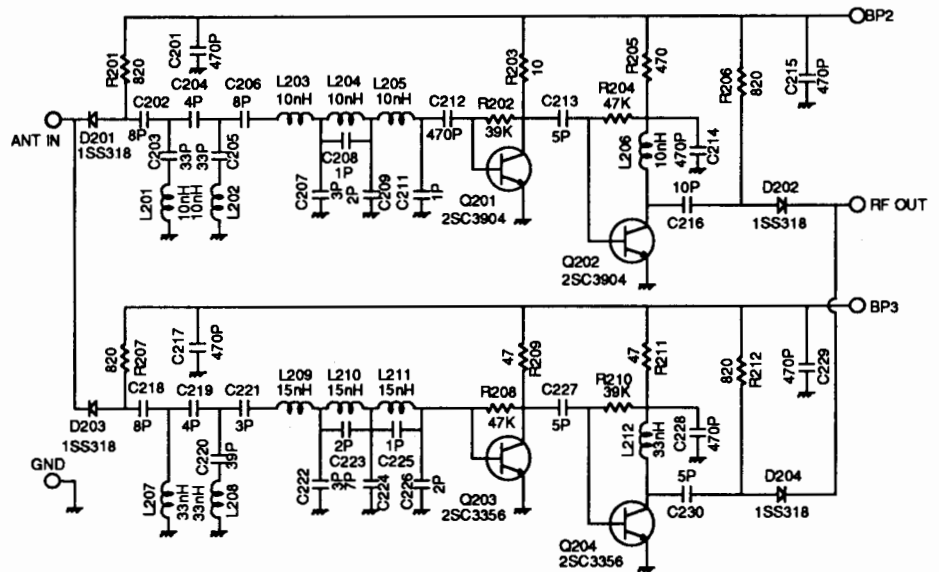 BP2
R201
820
C201
470P
C204
4P
C206
8P
C202
8P
L203
10nH
L204
10nH
L205
10nH
C212
470P
R203
10
R202
39K
C213
5P
R204
47K
R205
470
R206
820
C215
470P
ANT IN
D201
1SS318
C203
33P
33P
C205
C208
1P
C207
3P
2P
C209
C211
1P
L201
10nH
10nH
L202
Q201
2SC3904
L206
10nH
470P
C214
10P
C216
D202
1SS318
RF OUT
Q202
2SC3904
BP3
820
R207
C217
470P
C218
8P
C219
4P
C221
3P
L209
15nH
L210
15nH
L211
15nH
47
R209
R208
47K
C227
5P
R210
39K
47
R211
820
R212
470P
C229
D203
1SS318
C220
39P
2P
C223
1P
C225
C222
3P
7P
C224
C226
2P
L212
33nH
C228
470P
GND
L207
33nH
33nH
L208
Q203
2SC3356
5P
C230
D204
1SS318
Q204
2SC3356